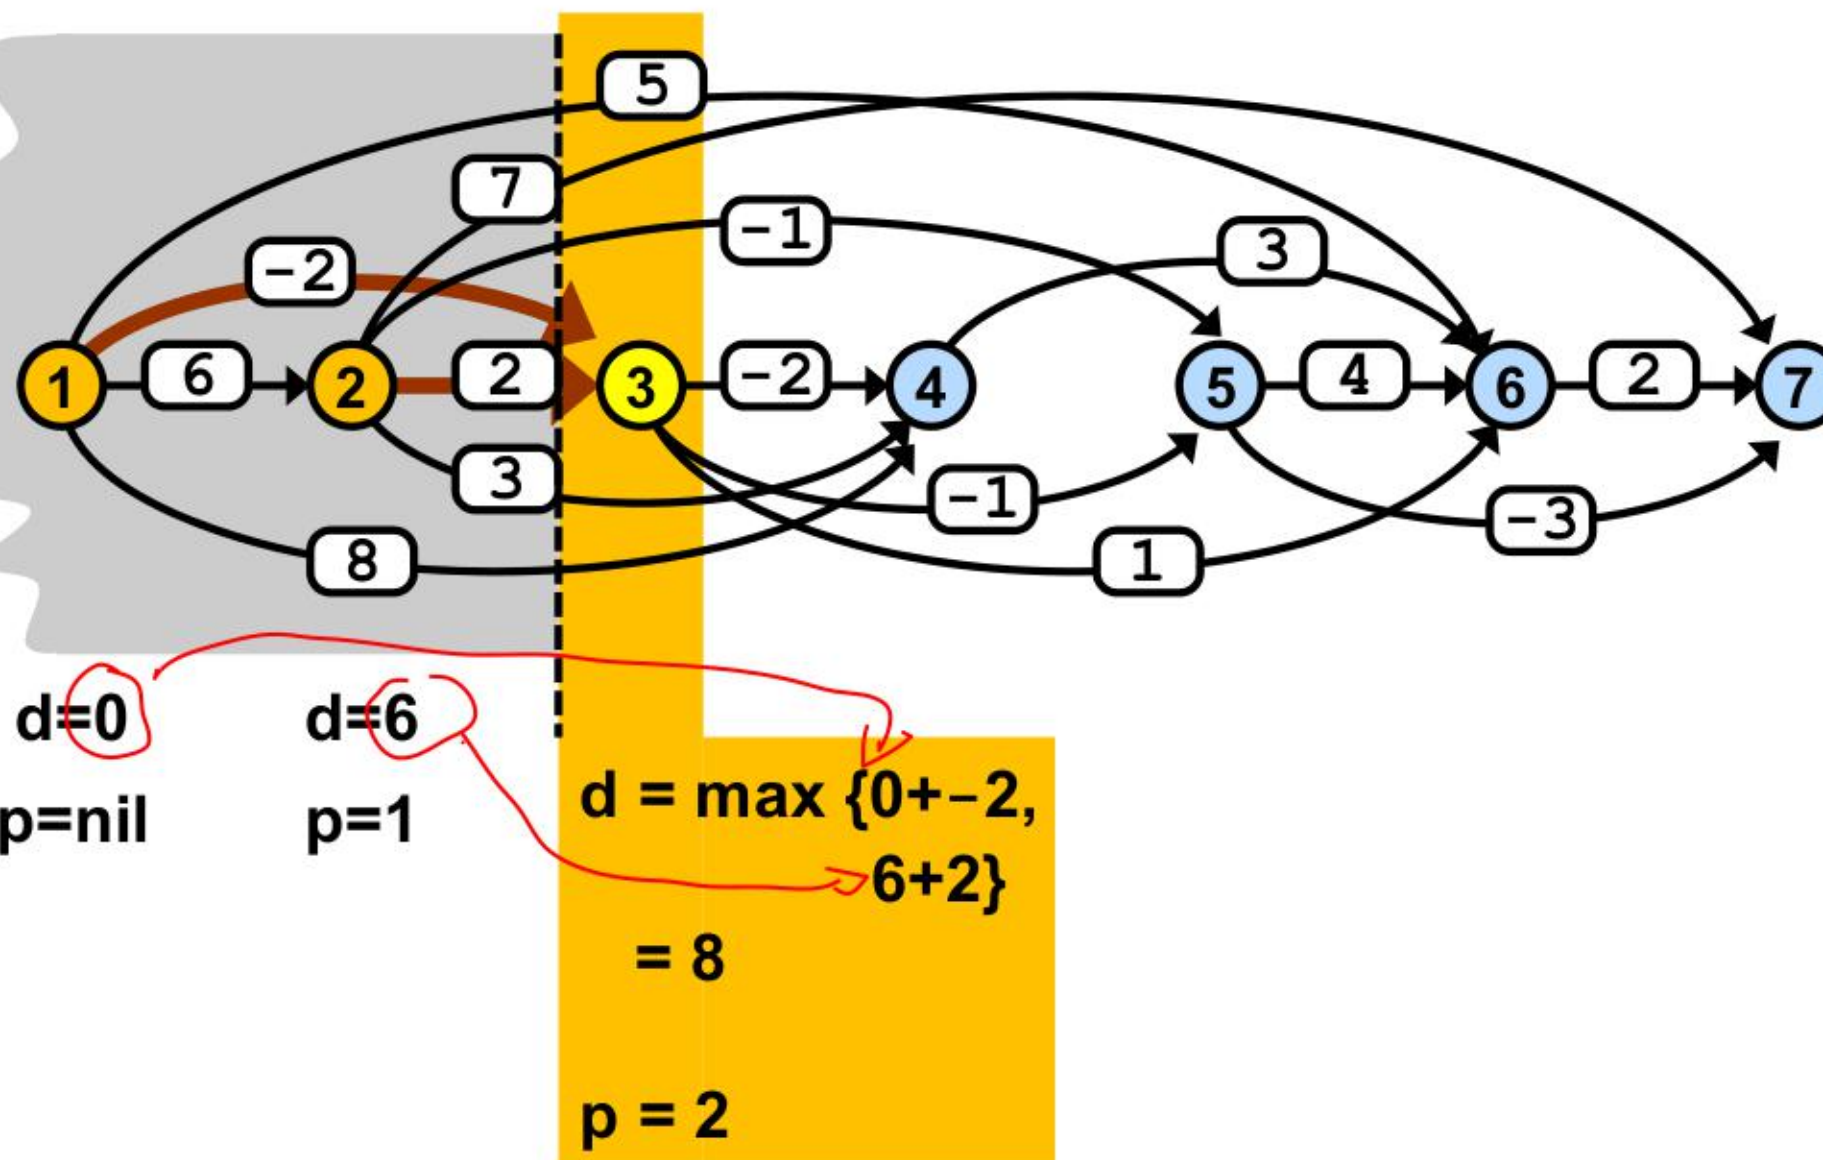 5
7
-1
3
-2
1 6 2 2 3 -2 4 5 4 6 2 7
3
-1
-3
8
1
d=0 d=6
p=nil p=1
d = max {0+-2,
6+2}
= 8
p = 2